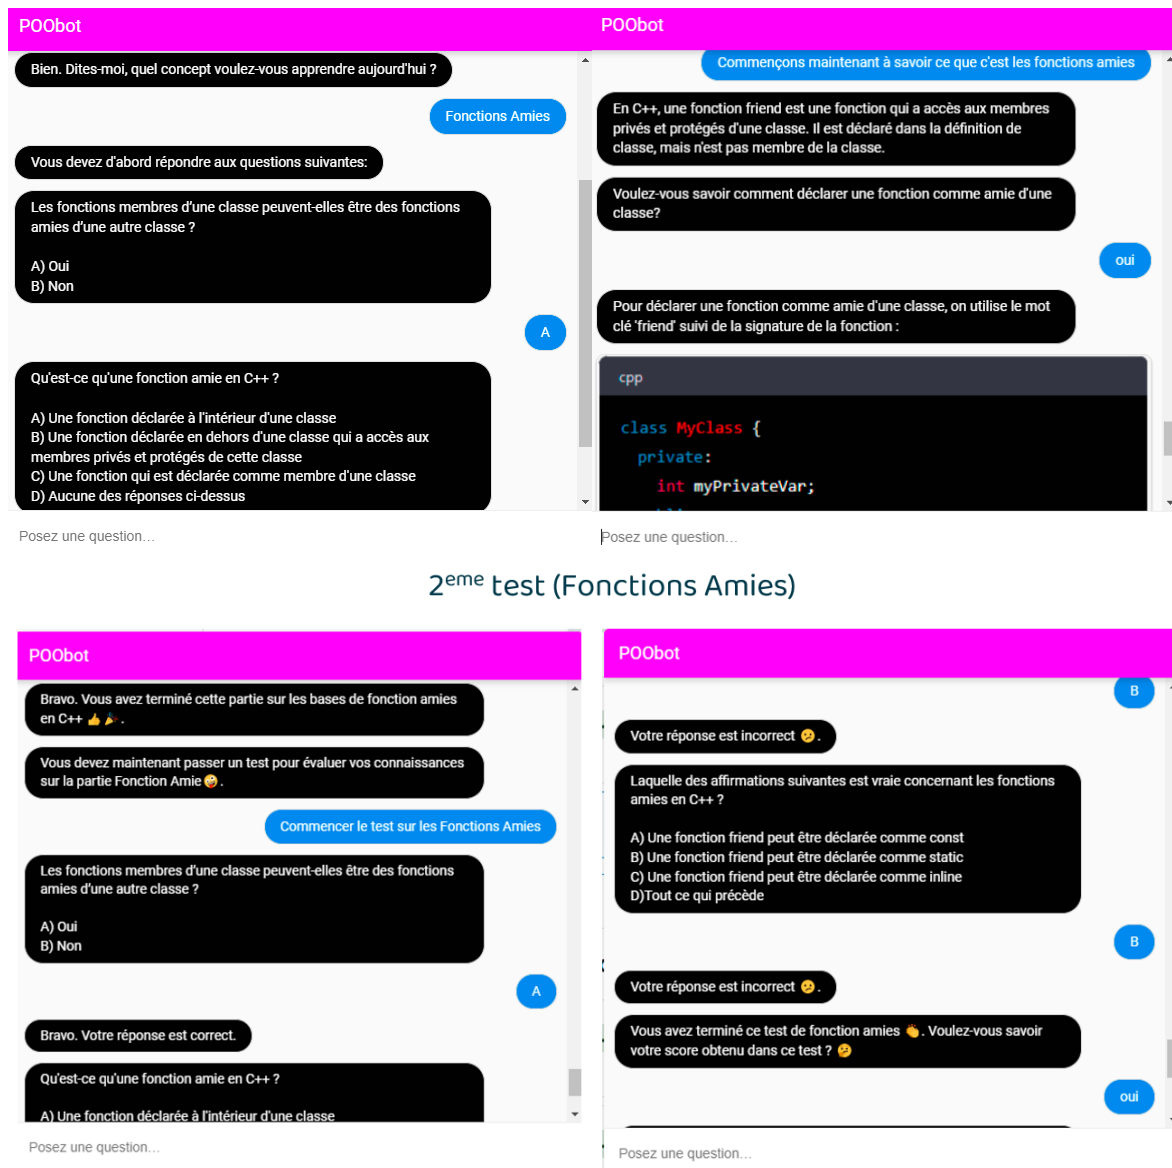 POObot
Bien. Dites-moi, quel concept voulez-vous apprendre aujourd'hui ?
Fonctions Amies
Vous devez d'abord répondre aux questions suivantes:
Les fonctions membres d’une classe peuvent-elles être des fonctions
amies d’une autre classe ?
A) Oui
B) Non
A
Qu'est-ce qu'une fonction amie en C++ ?
A) Une fonction déclarée à l'intérieur d'une classe
B) Une fonction déclarée en dehors d'une classe qui a accès aux
membres privés et protégés de cette classe
C) Une fonction qui est déclarée comme membre d'une classe
D) Aucune des réponses ci-dessus
Posez une question...
POObot
Commençons maintenant à savoir ce que c'est les fonctions amies
En C++, une fonction friend est une fonction qui a accès aux membres
privés et protégés d'une classe. Il est déclaré dans la définition de
classe, mais n'est pas membre de la classe.
Voulez-vous savoir comment déclarer une fonction comme amie d'une
classe?
oui
Pour déclarer une fonction comme amie d'une classe, on utilise le mot
clé 'friend' suivi de la signature de la fonction :
cpp
class MyClass {
private:
int myPrivateVar;
Posez une question...
2eme test (Fonctions Amies)
POObot
Bravo. Vous avez terminé cette partie sur les bases de fonction amies
en C++ 👍 🎉 .
Vous devez maintenant passer un test pour évaluer vos connaissances
sur la partie Fonction Amie 🤪 .
Commencer le test sur les Fonctions Amies
Les fonctions membres d’une classe peuvent-elles être des fonctions
amies d’une autre classe ?
A) Oui
B) Non
A
Bravo. Votre réponse est correct.
Qu'est-ce qu'une fonction amie en C++ ?
A) Une fonction déclarée à l'intérieur d'une classe
Posez une question...
POObot
B
Votre réponse est incorrect 😕 .
Laquelle des affirmations suivantes est vraie concernant les fonctions
amies en C++ ?
A) Une fonction friend peut être déclarée comme const
B) Une fonction friend peut être déclarée comme static
C) Une fonction friend peut être déclarée comme inline
D)Tout ce qui précède
B
Votre réponse est incorrect 😕 .
Vous avez terminé ce test de fonction amies 👏 . Voulez-vous savoir
votre score obtenu dans ce test ? 🤔
oui
Posez une question...